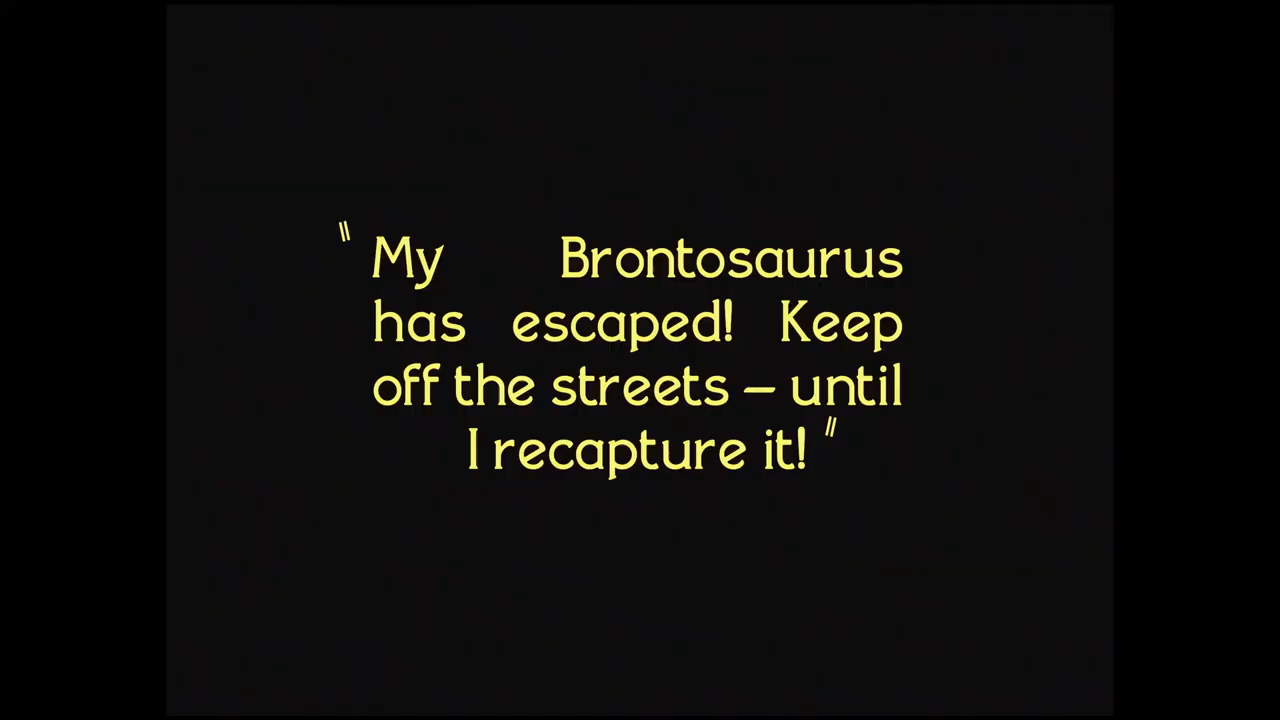 "My Brontosaurus
has escaped! Keep
off the streets – until
I recapture it!"